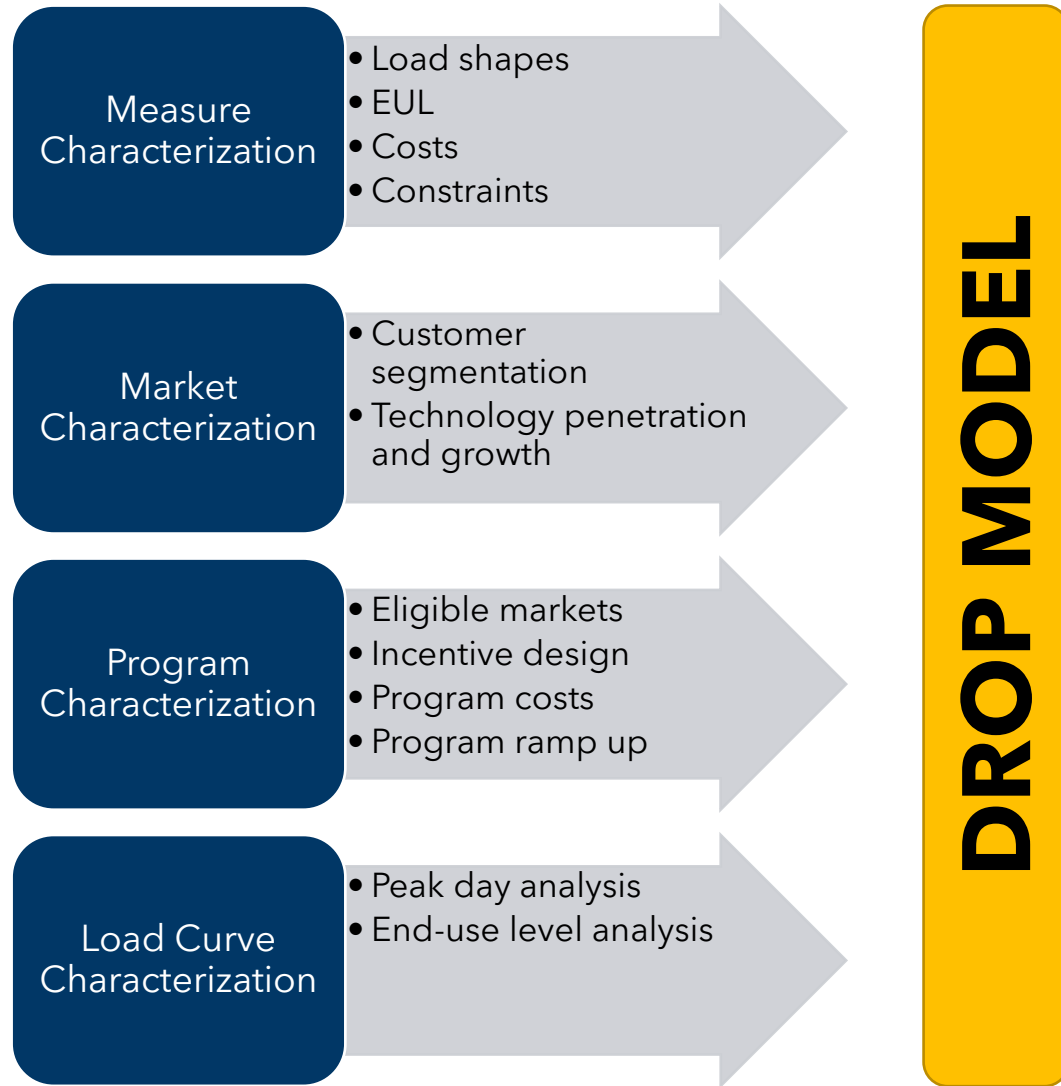 Measure
Characterization
• Load shapes
• EUL
• Costs
• Constraints
Market
Characterization
• Customer
segmentation
• Technology penetration
and growth
Program
Characterization
• Eligible markets
• Incentive design
• Program costs
• Program ramp up
Load Curve
Characterization
• Peak day analysis
• End-use level analysis
DROP MODEL